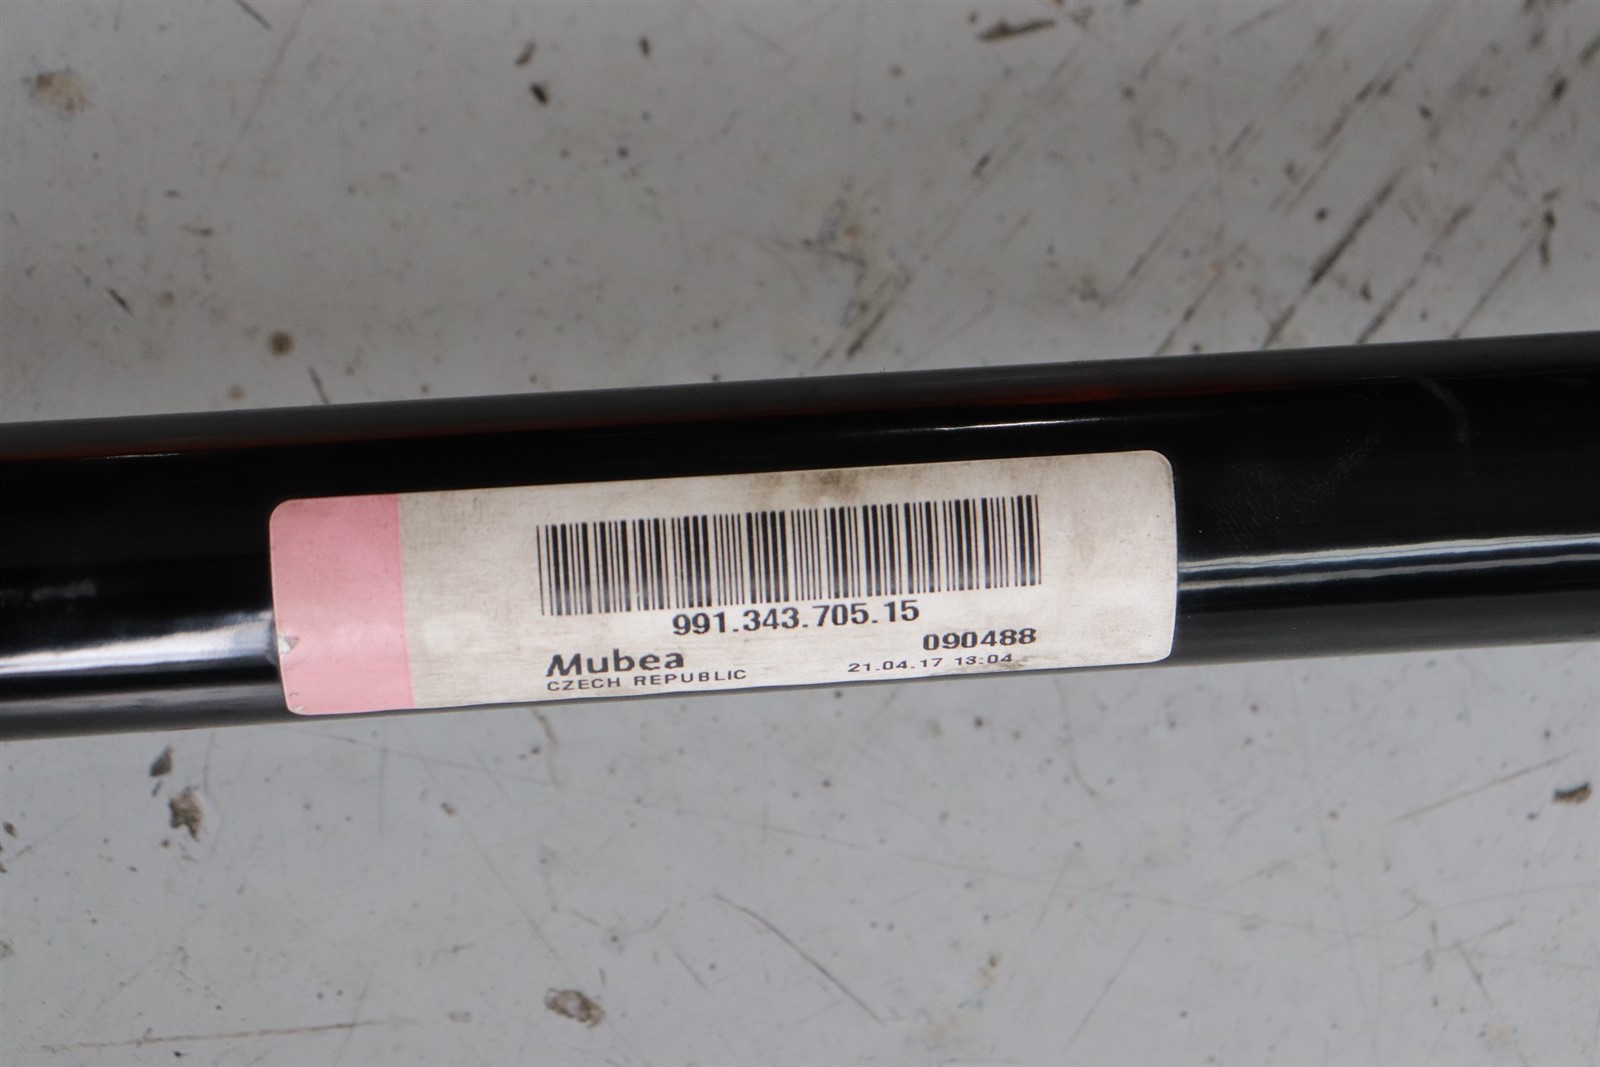 991.343.705.15
090488
Mubea
21.04.17 13:04
CZECH REPUBLIC